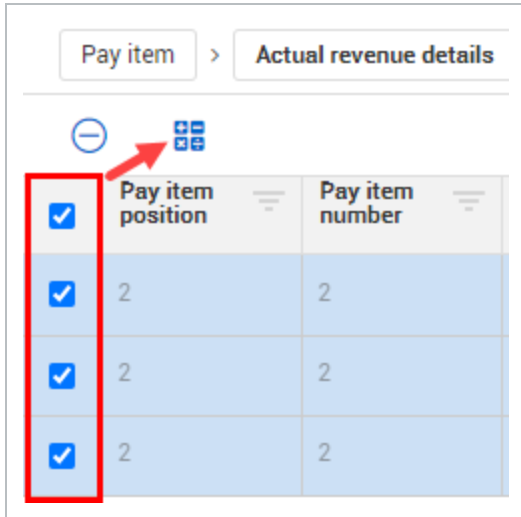 Pay item > Actual revenue details
Pay item position
Pay item number
2 2
2 2
2 2